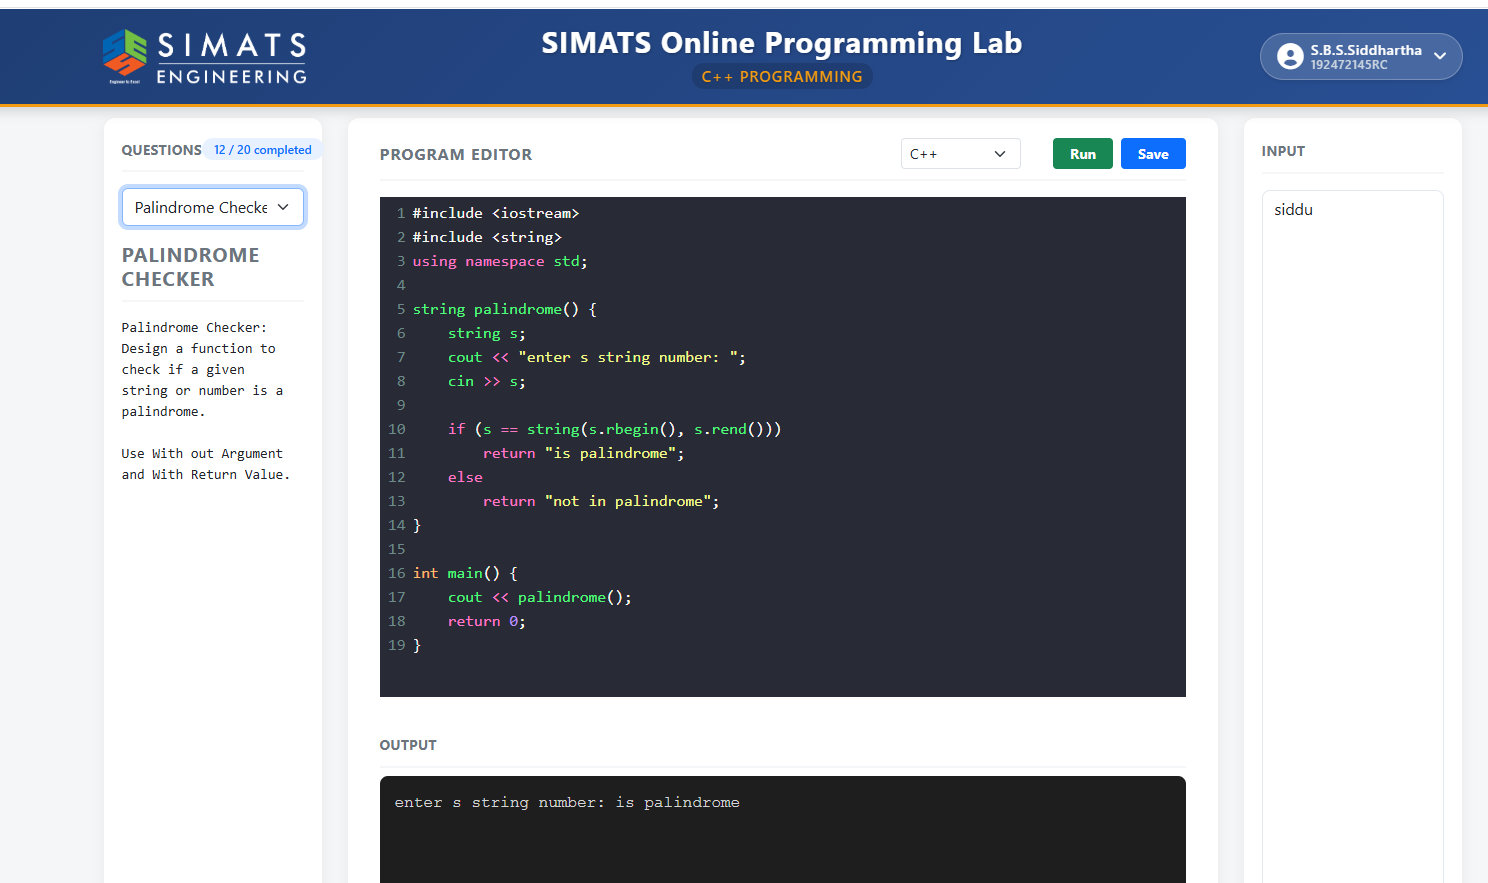 SIMATS
ENGINEERING
Engineer to Excel
SIMATS Online Programming Lab
C++ PROGRAMMING
S.B.S.Siddhartha
192472145RC
QUESTIONS 12 / 20 completed
Palindrome Checke
PALINDROME
CHECKER
Palindrome Checker:
Design a function to
check if a given
string or number is a
palindrome.
Use With out Argument
and With Return Value.
PROGRAM EDITOR C++ Run Save
1 #include <iostream>
2 #include <string>
3 using namespace std;
4
5 string palindrome() {
6     string s;
7     cout << "enter s string number: ";
8     cin >> s;
9
10     if (s == string(s.rbegin(), s.rend()))
11         return "is palindrome";
12     else
13         return "not in palindrome";
14 }
15
16 int main() {
17     cout << palindrome();
18     return 0;
19 }
OUTPUT
enter s string number: is palindrome
INPUT
siddu